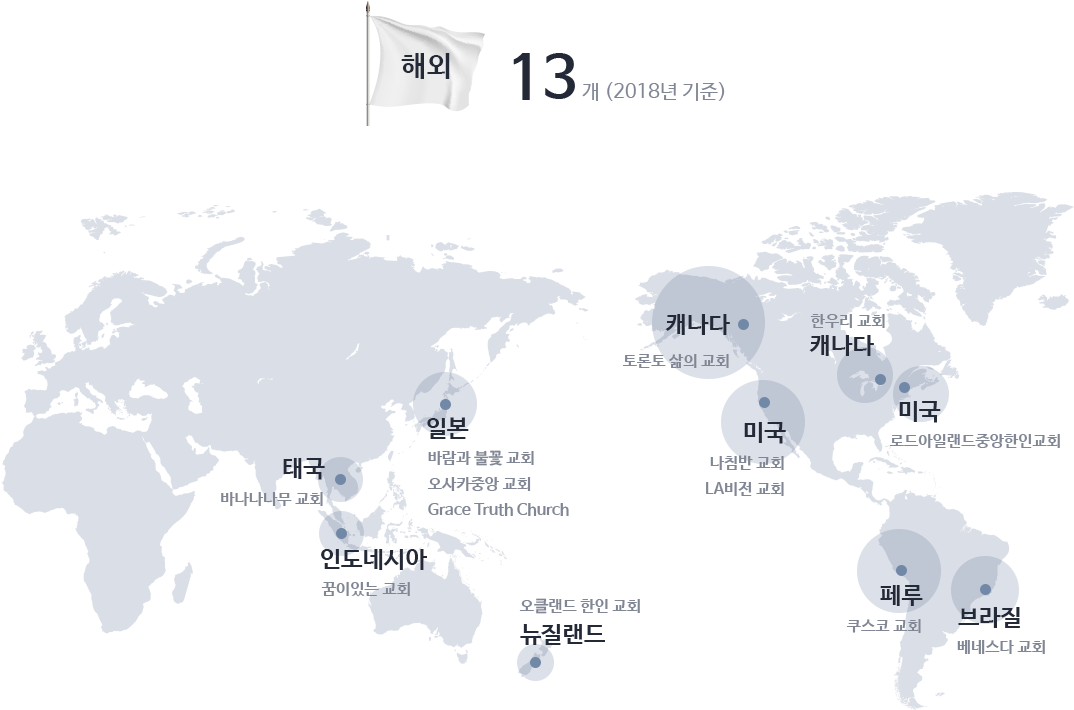 해외
13개 (2018년 기준)
캐나다
토론토 삶의 교회
한우리 교회
캐나다
미국
로드아일랜드중앙한인교회
미국
나침반 교회
LA비전 교회
일본
바람과 불꽃 교회
오사카중앙 교회
Grace Truth Church
태국
바나나나무 교회
인도네시아
꿈이있는 교회
오클랜드 한인 교회
뉴질랜드
페루
쿠스코 교회
브라질
베네스다 교회